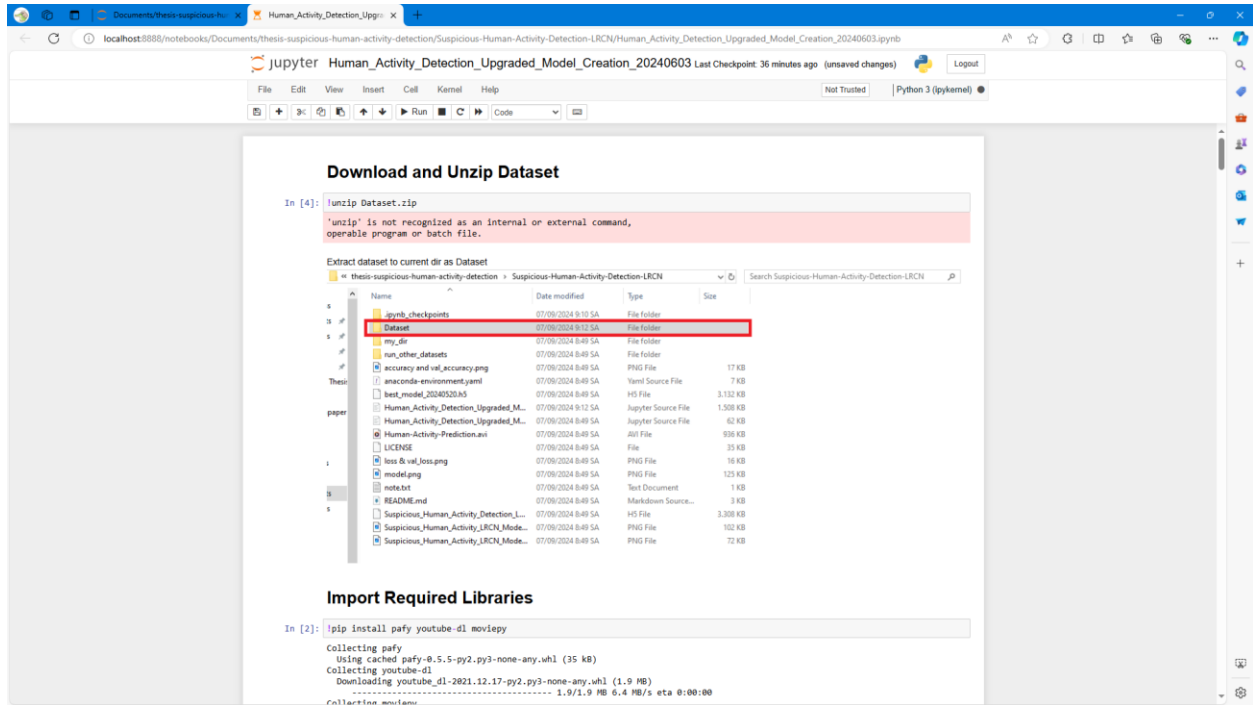 Documents/thesis-suspicious-hu
Human_Activity_Detection_Upgra
localhost:8888/notebooks/Documents/thesis-suspicious-human-activity-detection/Suspicious-Human-Activity-Detection-LRCN/Human_Activity_Detection_Upgraded_Model_Creation_20240603.ipynb
jupyter Human_Activity_Detection_Upgraded_Model_Creation_20240603 Last Checkpoint: 36 minutes ago (unsaved changes) Logout
File Edit View Insert Cell Kernel Help Not Trusted Python 3 (ipykernel)
Run Code
Download and Unzip Dataset
In [4]: !unzip Dataset.zip
'unzip' is not recognized as an internal or external command,
operable program or batch file.
Extract dataset to current dir as Dataset
« thesis-suspicious-human-activity-detection › Suspicious-Human-Activity-Detection-LRCN Search Suspicious-Human-Activity-Detection-LRCN
Name Date modified Type Size
.ipynb_checkpoints 07/09/2024 9:10 SA File folder
Dataset 07/09/2024 9:12 SA File folder
my_dir 07/09/2024 8:49 SA File folder
run_other_datasets 07/09/2024 8:49 SA File folder
accuracy and val_accuracy.png 07/09/2024 8:49 SA PNG File 17 KB
Thesis anaconda-environment.yaml 07/09/2024 8:49 SA Yaml Source File 7 KB
best_model_20240520.h5 07/09/2024 8:49 SA H5 File 3.132 KB
paper Human_Activity_Detection_Upgraded_M... 07/09/2024 9:12 SA Jupyter Source File 1.508 KB
Human_Activity_Detection_Upgraded_M... 07/09/2024 8:49 SA Jupyter Source File 62 KB
Human-Activity-Prediction.avi 07/09/2024 8:49 SA AVI File 936 KB
LICENSE 07/09/2024 8:49 SA File 35 KB
loss & val_loss.png 07/09/2024 8:49 SA PNG File 16 KB
model.png 07/09/2024 8:49 SA PNG File 125 KB
note.txt 07/09/2024 8:49 SA Text Document 1 KB
README.md 07/09/2024 8:49 SA Markdown Source... 3 KB
Suspicious_Human_Activity_Detection_L... 07/09/2024 8:49 SA H5 File 3.308 KB
Suspicious_Human_Activity_LRCN_Mode... 07/09/2024 8:49 SA PNG File 102 KB
Suspicious_Human_Activity_LRCN_Mode... 07/09/2024 8:49 SA PNG File 72 KB
Import Required Libraries
In [2]: !pip install pafy youtube-dl moviepy
Collecting pafy
Using cached pafy-0.5.5-py2.py3-none-any.whl (35 kB)
Collecting youtube-dl
Downloading youtube_dl-2021.12.17-py2.py3-none-any.whl (1.9 MB)
---------------------------------------- 1.9/1.9 MB 6.4 MB/s eta 0:00:00
Collecting moviepy